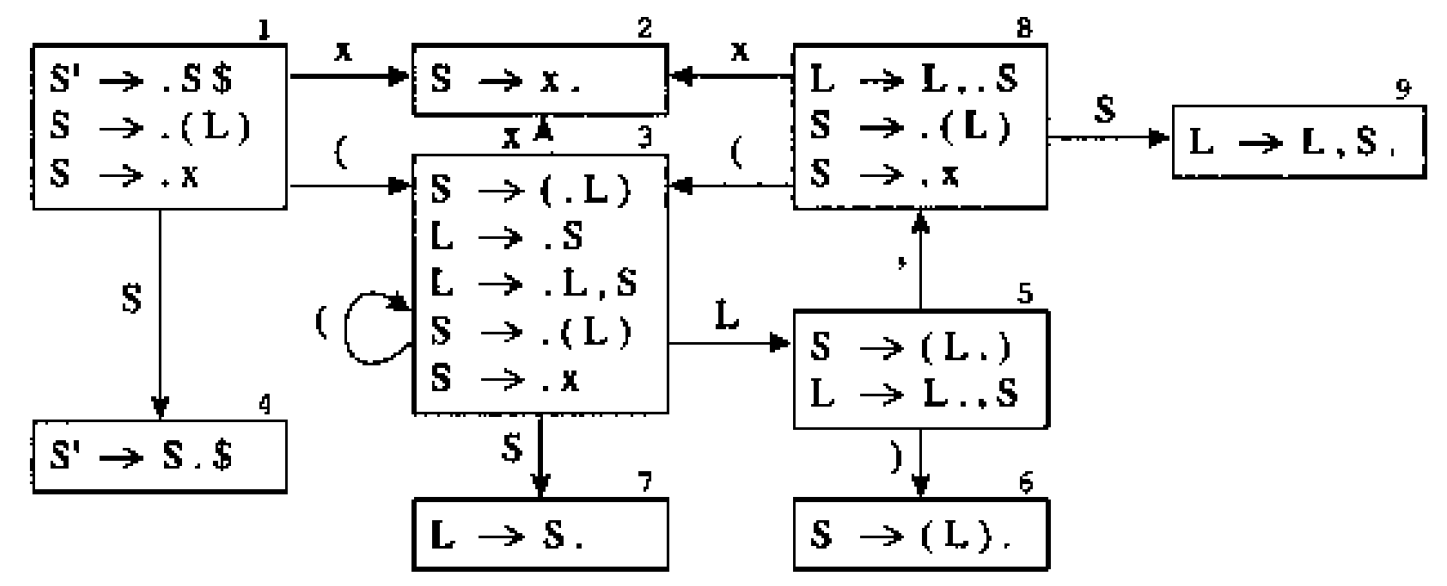 1
S' → .S$
S → .(L)
S → .x
x
(
S
2
S → x.
x
3
S → (.L)
L → .S
L → .L,S
S → .(L)
S → .x
(
L
S
x
(
8
L → L,.S
S → .(L)
S → .x
S
9
L → L,S.
,
4
S' → S.$
5
S → (L.)
L → L.,S
)
7
L → S.
6
S → (L).